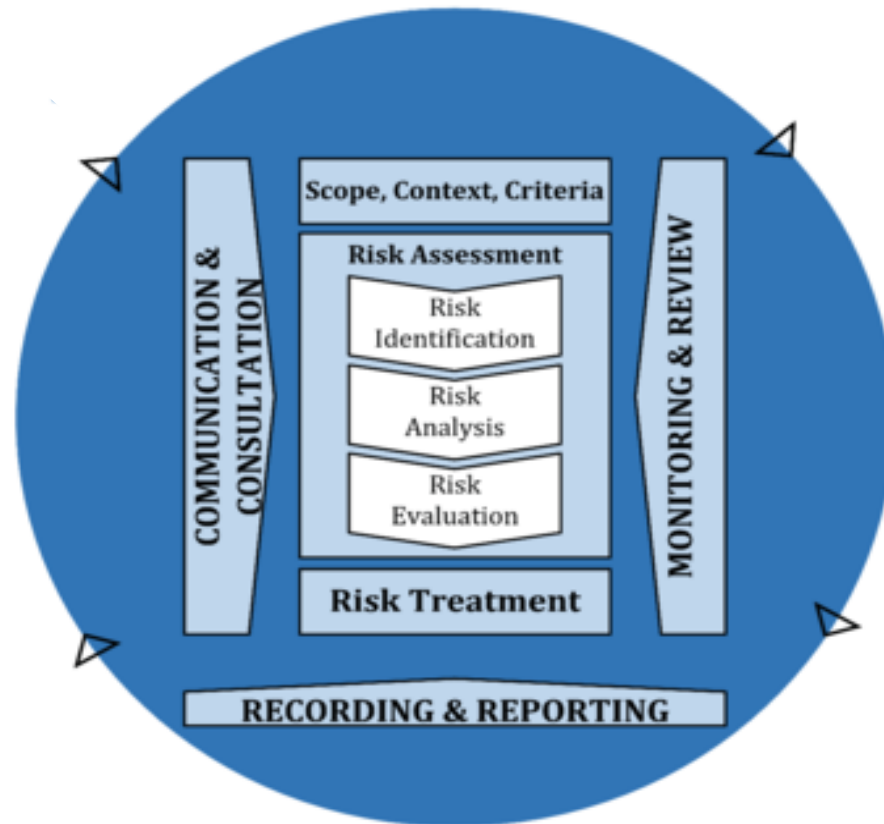 Scope, Context, Criteria
Risk Assessment
Risk
Identification
Risk
Analysis
Risk
Evaluation
Risk Treatment
COMMUNICATION &
CONSULTATION
MONITORING & REVIEW
RECORDING & REPORTING